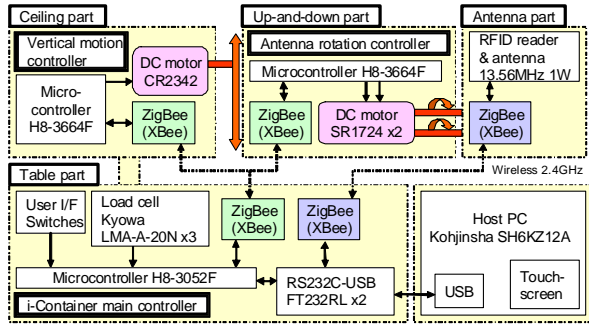 Ceiling part
Vertical motion
controller
DC motor
CR2342
Micro-
controller
H8-3664F
ZigBee
(XBee)
Up-and-down part
Antenna rotation controller
Microcontroller H8-3664F
ZigBee
(XBee)
DC motor
SR1724 x2
Antenna part
RFID reader
& antenna
13.56MHz 1W
ZigBee
(XBee)
Wireless 2.4GHz
Table part
User I/F
Switches
Load cell
Kyowa
LMA-A-20N x3
ZigBee
(XBee)
ZigBee
(XBee)
Microcontroller H8-3052F
RS232C-USB
FT232RL x2
i-Container main controller
Host PC
Kohjinsha SH6KZ12A
USB
Touch-
screen